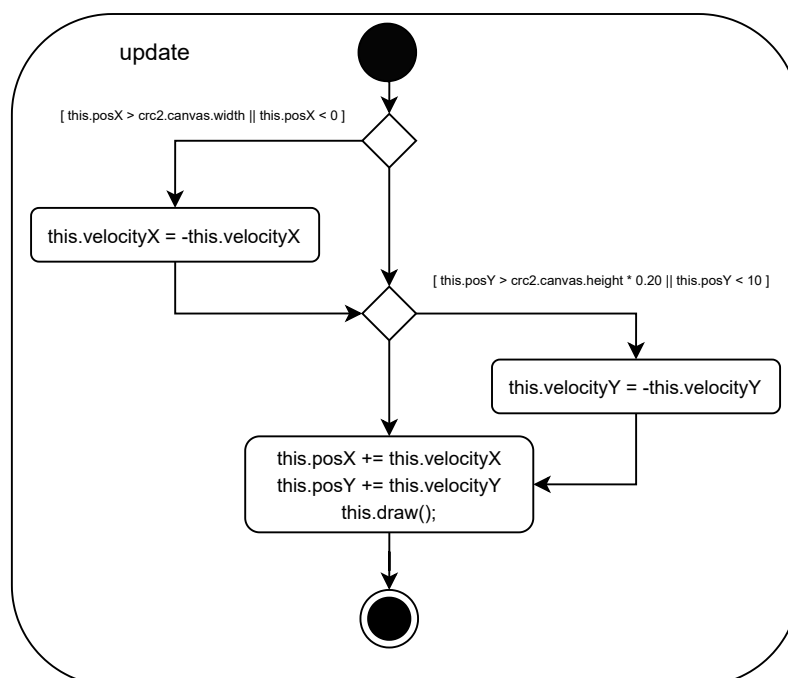 update
[ this.posX > crc2.canvas.width || this.posX < 0 ]
this.velocityX = -this.velocityX
[ this.posY > crc2.canvas.height * 0.20 || this.posY < 10 ]
this.velocityY = -this.velocityY
this.posX += this.velocityX
this.posY += this.velocityY
this.draw();